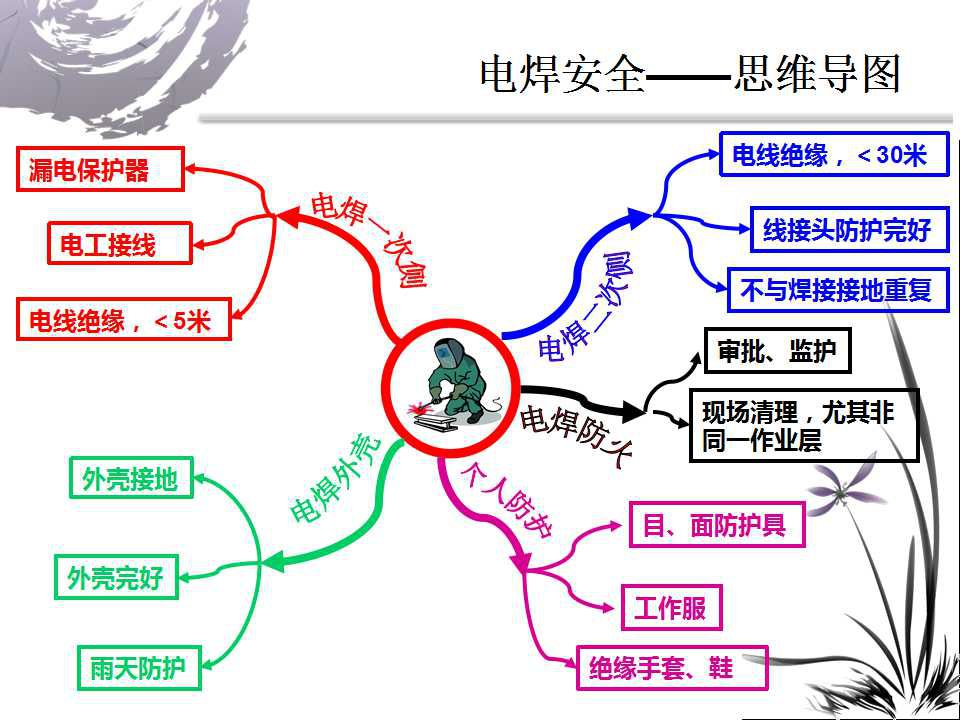 电焊安全——思维导图
电焊一次侧
漏电保护器
电工接线
电线绝缘，＜5米
电焊二次侧
电线绝缘，＜30米
线接头防护完好
不与焊接接地重复
电焊防火
审批、监护
现场清理，尤其非
同一作业层
个人防护
目、面防护具
工作服
绝缘手套、鞋
电焊外壳
外壳接地
外壳完好
雨天防护